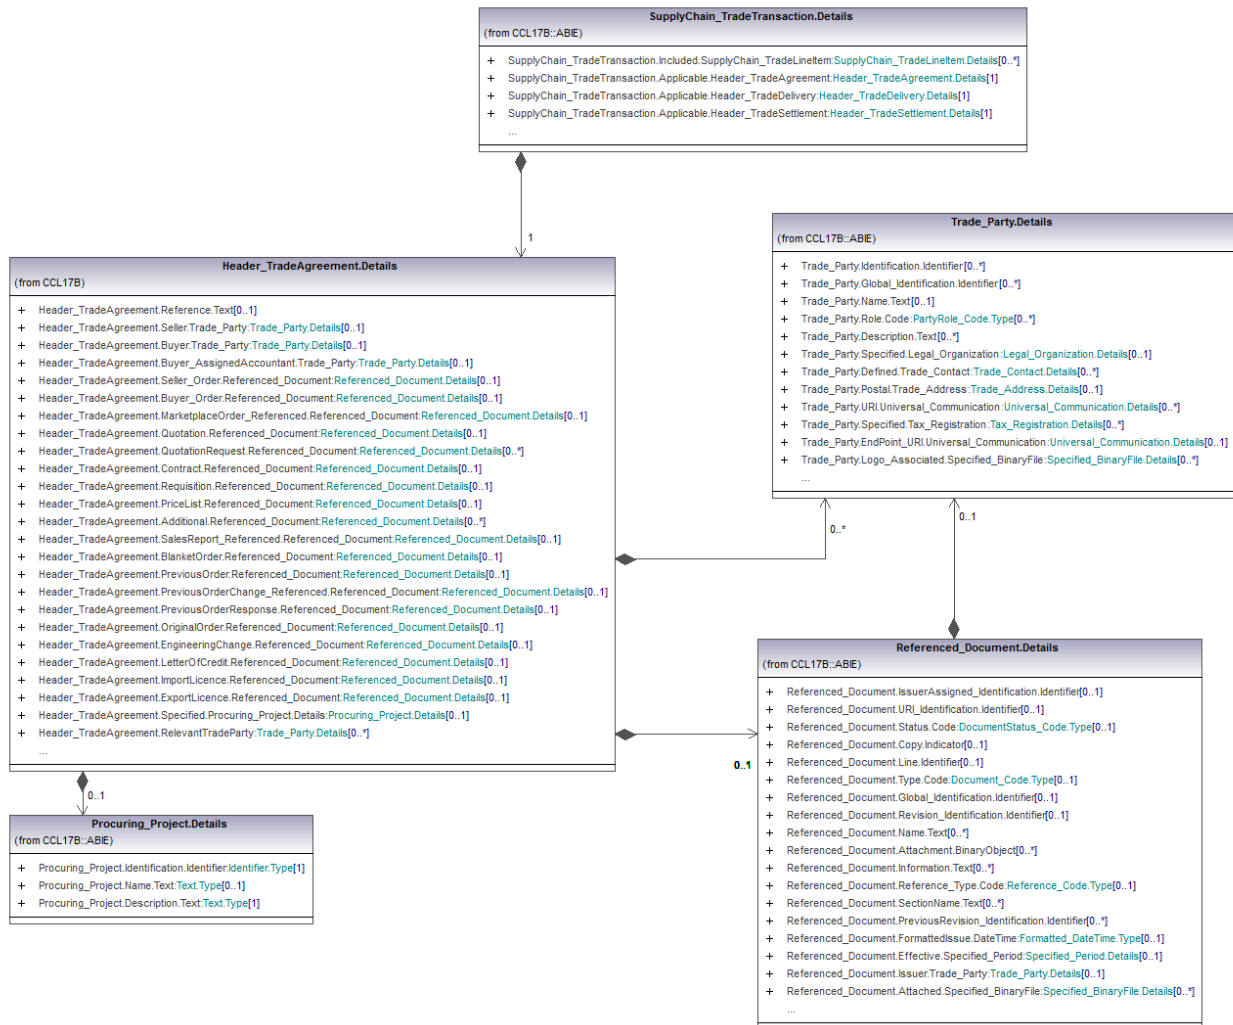 SupplyChain_TradeTransaction.Details
(from CCL17B::ABIE)
+ SupplyChain_TradeTransaction.Included.SupplyChain_TradeLineItem:SupplyChain_TradeLineItem.Details[0..*]
+ SupplyChain_TradeTransaction.Applicable.Header_TradeAgreement:Header_TradeAgreement.Details[1]
+ SupplyChain_TradeTransaction.Applicable.Header_TradeDelivery:Header_TradeDelivery.Details[1]
+ SupplyChain_TradeTransaction.Applicable.Header_TradeSettlement:Header_TradeSettlement.Details[1]
...
1
Header_TradeAgreement.Details
(from CCL17B)
+ Header_TradeAgreement.Reference.Text[0..1]
+ Header_TradeAgreement.Seller.Trade_Party:Trade_Party.Details[0..1]
+ Header_TradeAgreement.Buyer.Trade_Party:Trade_Party.Details[0..1]
+ Header_TradeAgreement.Buyer_AssignedAccountant.Trade_Party:Trade_Party.Details[0..1]
+ Header_TradeAgreement.Seller_Order.Referenced_Document:Referenced_Document.Details[0..1]
+ Header_TradeAgreement.Buyer_Order.Referenced_Document:Referenced_Document.Details[0..1]
+ Header_TradeAgreement.MarketplaceOrder_Referenced.Referenced_Document:Referenced_Document.Details[0..1]
+ Header_TradeAgreement.Quotation.Referenced_Document:Referenced_Document.Details[0..1]
+ Header_TradeAgreement.QuotationRequest.Referenced_Document:Referenced_Document.Details[0..*]
+ Header_TradeAgreement.Contract.Referenced_Document:Referenced_Document.Details[0..1]
+ Header_TradeAgreement.Requisition.Referenced_Document:Referenced_Document.Details[0..1]
+ Header_TradeAgreement.PriceList.Referenced_Document:Referenced_Document.Details[0..1]
+ Header_TradeAgreement.Additional.Referenced_Document:Referenced_Document.Details[0..*]
+ Header_TradeAgreement.SalesReport_Referenced.Referenced_Document:Referenced_Document.Details[0..1]
+ Header_TradeAgreement.BlanketOrder.Referenced_Document:Referenced_Document.Details[0..1]
+ Header_TradeAgreement.PreviousOrder.Referenced_Document:Referenced_Document.Details[0..1]
+ Header_TradeAgreement.PreviousOrderChange_Referenced.Referenced_Document:Referenced_Document.Details[0..1]
+ Header_TradeAgreement.PreviousOrderResponse.Referenced_Document:Referenced_Document.Details[0..1]
+ Header_TradeAgreement.OriginalOrder.Referenced_Document:Referenced_Document.Details[0..1]
+ Header_TradeAgreement.EngineeringChange.Referenced_Document:Referenced_Document.Details[0..1]
+ Header_TradeAgreement.LetterOfCredit.Referenced_Document:Referenced_Document.Details[0..1]
+ Header_TradeAgreement.ImportLicence.Referenced_Document:Referenced_Document.Details[0..1]
+ Header_TradeAgreement.ExportLicence.Referenced_Document:Referenced_Document.Details[0..1]
+ Header_TradeAgreement.Specified.Procuring_Project.Details:Procuring_Project.Details[0..1]
+ Header_TradeAgreement.RelevantTradeParty:Trade_Party.Details[0..*]
...
Trade_Party.Details
(from CCL17B::ABIE)
+ Trade_Party.Identification.Identifier[0..*]
+ Trade_Party.Global_Identification.Identifier[0..*]
+ Trade_Party.Name.Text[0..1]
+ Trade_Party.Role.Code:PartyRole_Code.Type[0..*]
+ Trade_Party.Description.Text[0..*]
+ Trade_Party.Specified.Legal_Organization:Legal_Organization.Details[0..1]
+ Trade_Party.Defined.Trade_Contact:Trade_Contact.Details[0..*]
+ Trade_Party.Postal.Trade_Address:Trade_Address.Details[0..1]
+ Trade_Party.URI.Universal_Communication:Universal_Communication.Details[0..*]
+ Trade_Party.Specified.Tax_Registration:Tax_Registration.Details[0..*]
+ Trade_Party.EndPoint_URI.Universal_Communication:Universal_Communication.Details[0..1]
+ Trade_Party.Logo_Associated.Specified_BinaryFile:Specified_BinaryFile.Details[0..*]
...
0..*
0..1
0..1
0..1
Procuring_Project.Details
(from CCL17B::ABIE)
+ Procuring_Project.Identification.Identifier:Identifier.Type[1]
+ Procuring_Project.Name.Text:Text.Type[0..1]
+ Procuring_Project.Description.Text:Text.Type[1]
Referenced_Document.Details
(from CCL17B::ABIE)
+ Referenced_Document.IssuerAssigned_Identification.Identifier[0..1]
+ Referenced_Document.URI_Identification.Identifier[0..1]
+ Referenced_Document.Status.Code:DocumentStatus_Code.Type[0..1]
+ Referenced_Document.Copy.Indicator[0..1]
+ Referenced_Document.Line.Identifier[0..1]
+ Referenced_Document.Type.Code:Document_Code.Type[0..1]
+ Referenced_Document.Global_Identification.Identifier[0..1]
+ Referenced_Document.Revision_Identification.Identifier[0..1]
+ Referenced_Document.Name.Text[0..*]
+ Referenced_Document.Attachment.BinaryObject[0..*]
+ Referenced_Document.Information.Text[0..*]
+ Referenced_Document.Reference_Type.Code:Reference_Code.Type[0..1]
+ Referenced_Document.SectionName.Text[0..*]
+ Referenced_Document.PreviousRevision_Identification.Identifier[0..*]
+ Referenced_Document.FormattedIssue.DateTime:Formatted_DateTime.Type[0..1]
+ Referenced_Document.Effective.Specified_Period:Specified_Period.Details[0..1]
+ Referenced_Document.Issuer.Trade_Party:Trade_Party.Details[0..1]
+ Referenced_Document.Attached.Specified_BinaryFile:Specified_BinaryFile.Details[0..*]
...